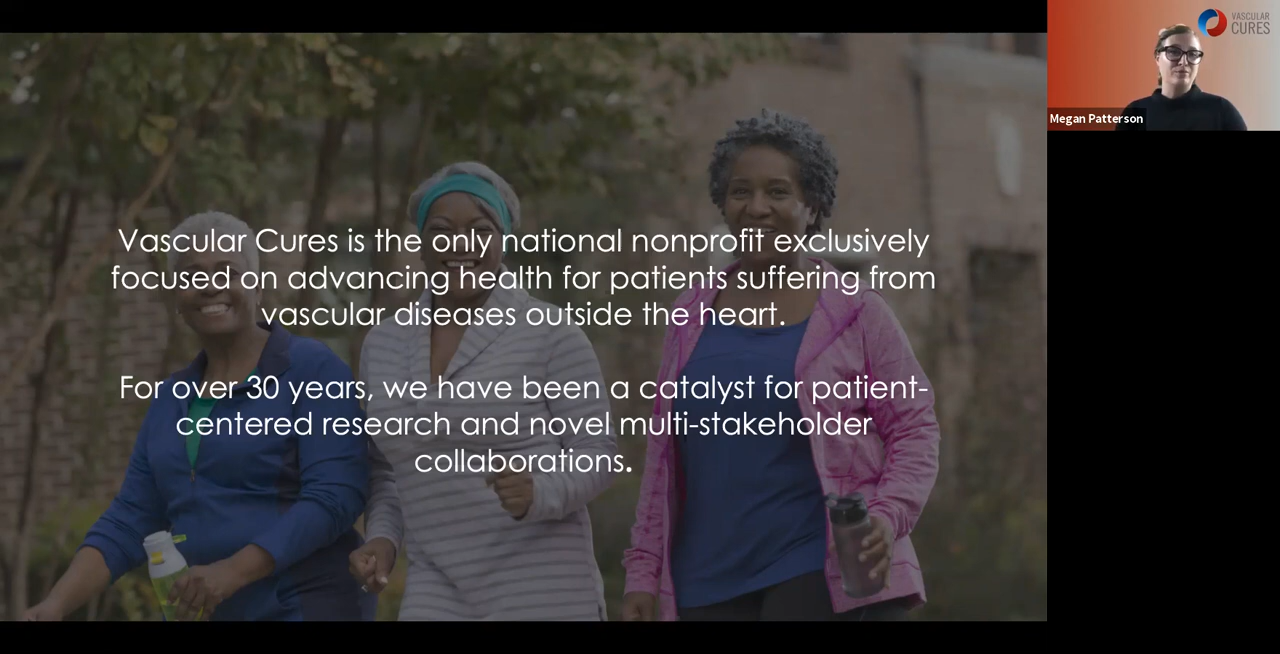 Vascular Cures is the only national nonprofit exclusively
focused on advancing health for patients suffering from
vascular diseases outside the heart.
For over 30 years, we have been a catalyst for patient-
centered research and novel multi-stakeholder
collaborations.
VASCULAR
CURES
Megan Patterson